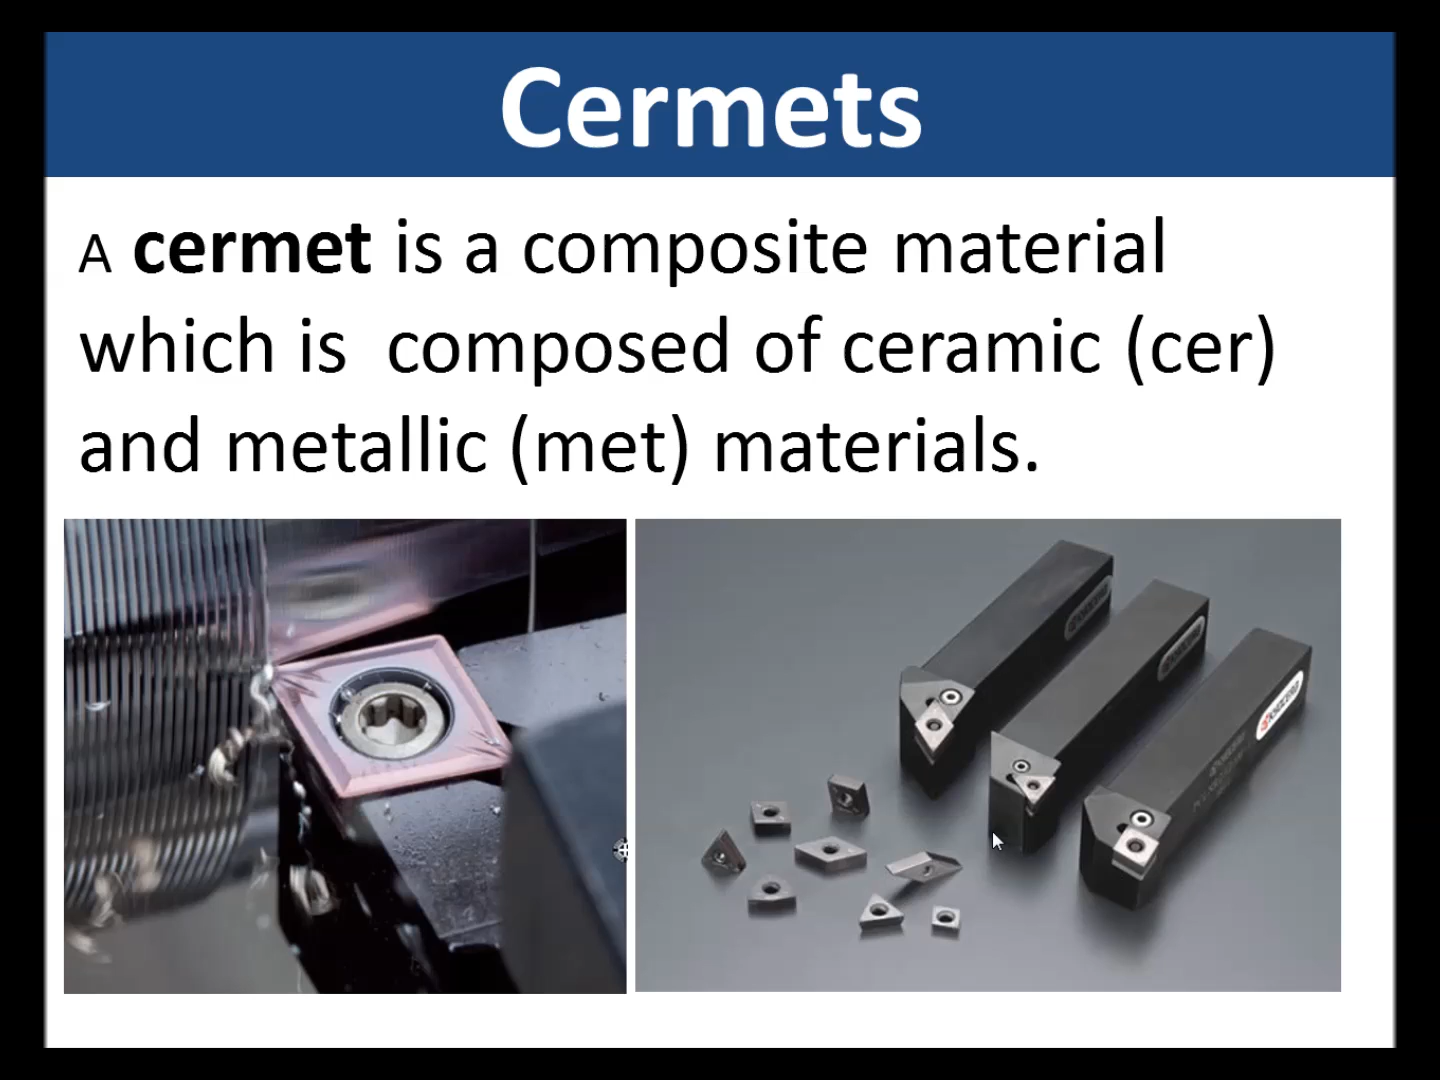 Cermets
A cermet is a composite material
which is  composed of ceramic (cer)
and metallic (met) materials.